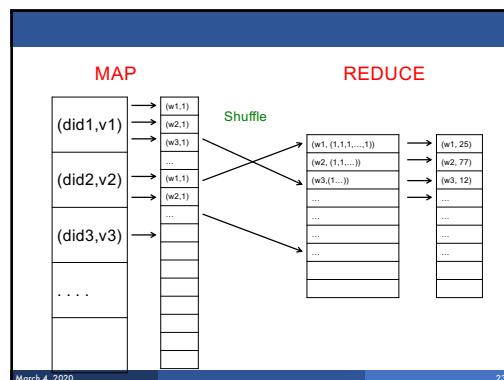 MAP
REDUCE
Shuffle
(did1,v1)
(did2,v2)
(did3,v3)
. . . .
(w1,1)
(w2,1)
(w3,1)
...
(w1,1)
(w2,1)
...
(w1, (1,1,1,...,1))
(w2, (1,1,...))
(w3,(1...))
...
...
...
...
(w1, 25)
(w2, 77)
(w3, 12)
...
...
...
...
March 4, 2020